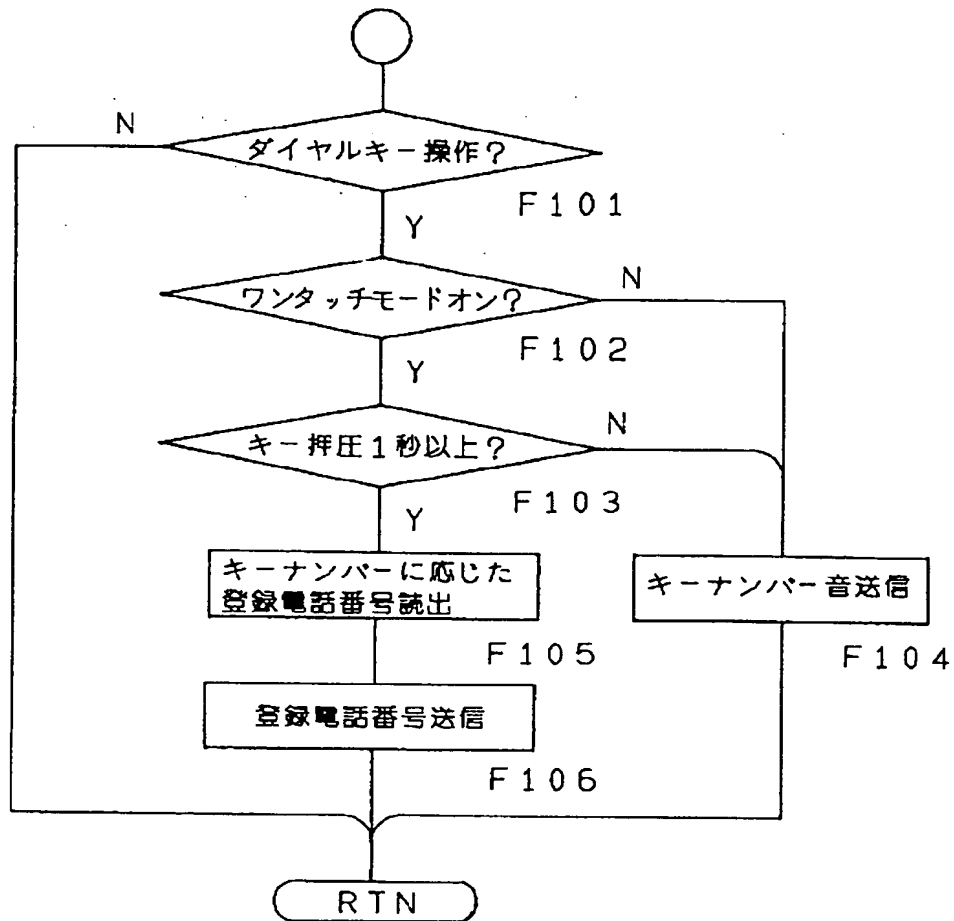 N
ダイヤルキー操作?
F101
Y
ワンタッチモードオン?
N
F102
Y
キー押圧1秒以上?
N
F103
Y
キーナンバーに応じた
登録電話番号読出
キーナンバー音送信
F105
F104
登録電話番号送信
F106
RTN